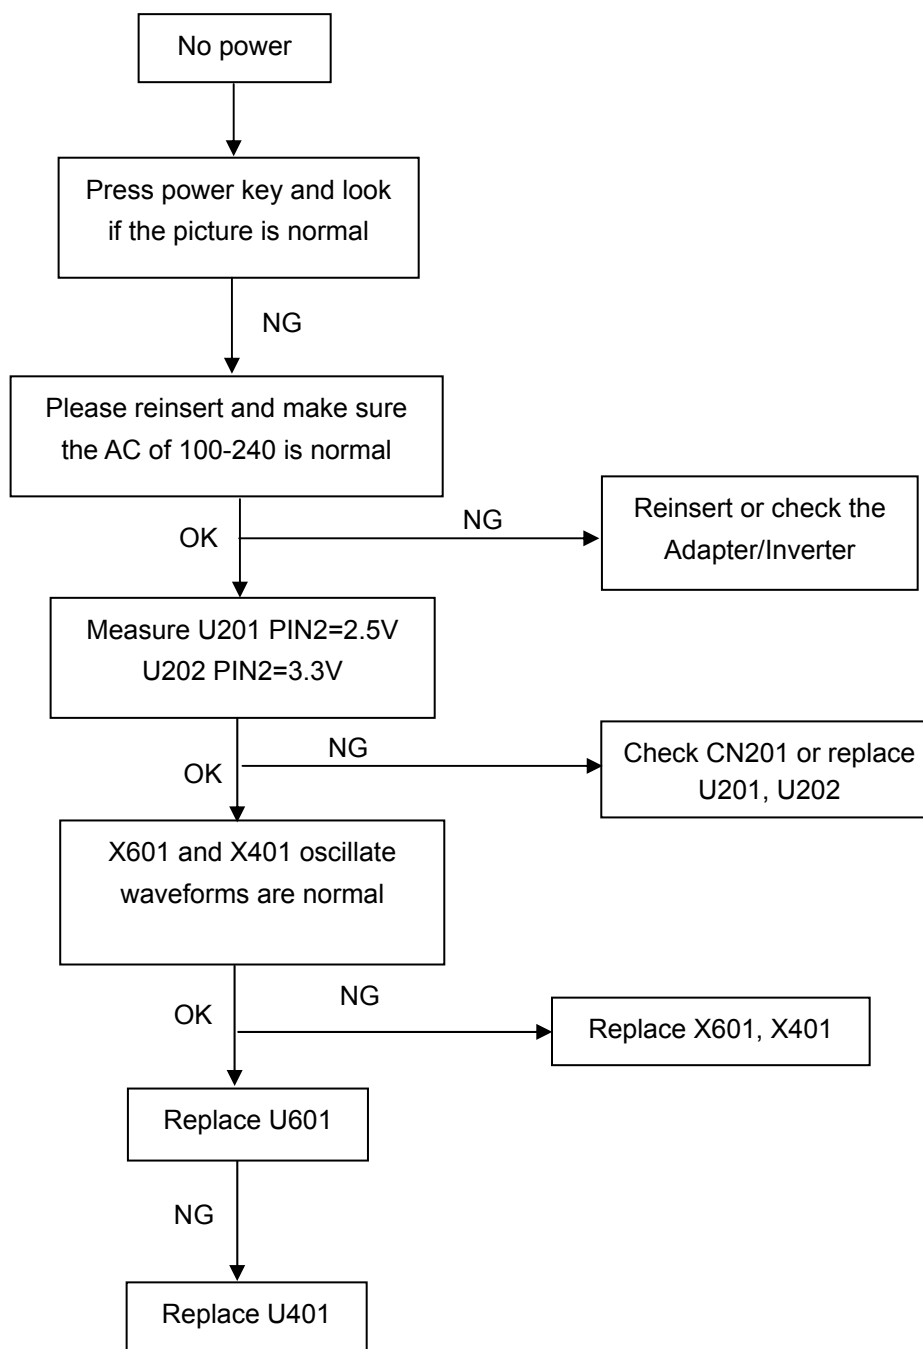 No power
Press power key and look
if the picture is normal
NG
Please reinsert and make sure
the AC of 100-240 is normal
NG
OK
Reinsert or check the
Adapter/Inverter
Measure U201 PIN2=2.5V
U202 PIN2=3.3V
NG
OK
Check CN201 or replace
U201, U202
X601 and X401 oscillate
waveforms are normal
NG
OK
Replace X601, X401
Replace U601
NG
Replace U401